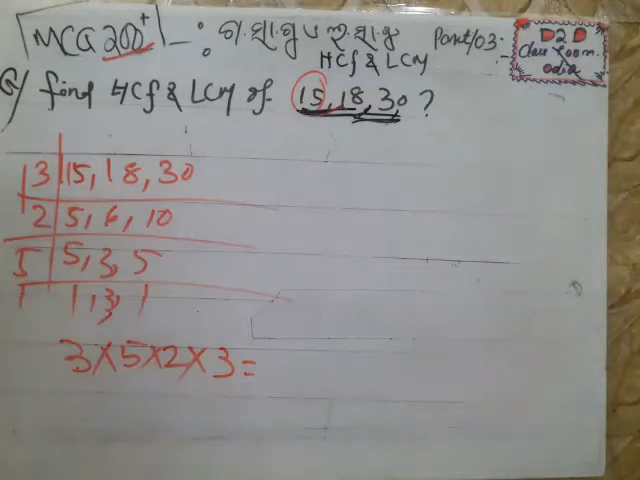 MCQ 200+ -: ଗ.ସା.ଗୁ ଓ ଲ.ସା.ଗୁ Part/03:-
HCf & LCM
D2D
Class Room.
Odia
Q/ find HCf & LCM of 15, 18, 30 ?
3 15, 18, 30
2 5, 6, 10
5 5, 3, 5
1 1, 3, 1
3×5×2×3=